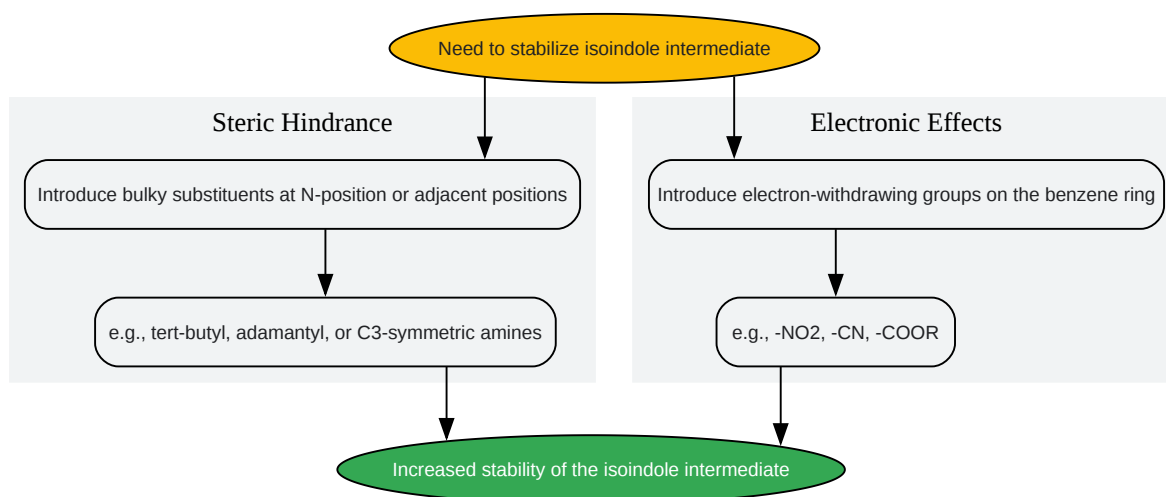 Need to stabilize isoindole intermediate
Steric Hindrance
Electronic Effects
Introduce bulky substituents at N-position or adjacent positions
Introduce electron-withdrawing groups on the benzene ring
e.g., tert-butyl, adamantyl, or C3-symmetric amines
e.g., -NO2, -CN, -COOR
Increased stability of the isoindole intermediate